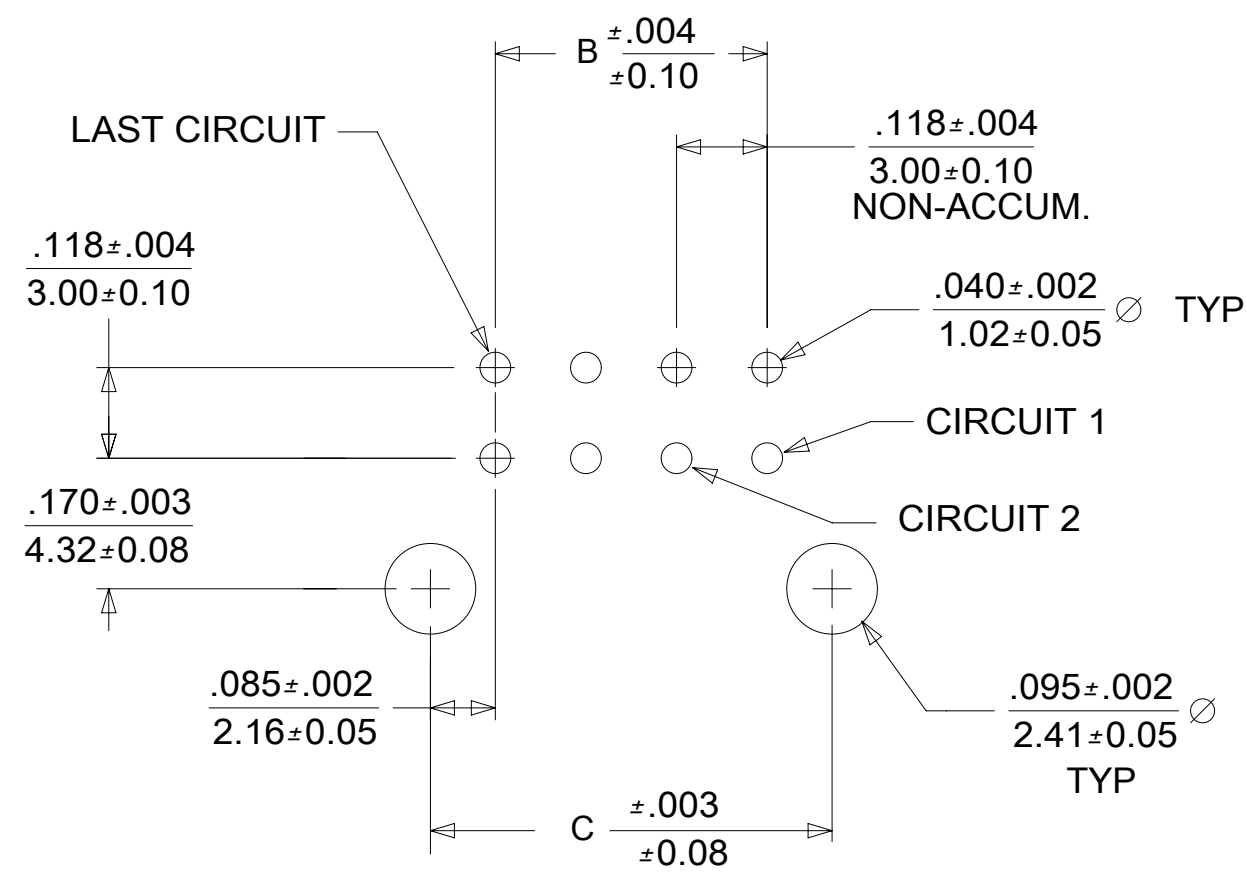 B ±.004
±0.10
LAST CIRCUIT
.118±.004
3.00±0.10
NON-ACCUM.
.118±.004
3.00±0.10
.040±.002
1.02±0.05 ∅ TYP
CIRCUIT 1
.170±.003
4.32±0.08
CIRCUIT 2
.085±.002
2.16±0.05
.095±.002
2.41±0.05 ∅
TYP
C ±.003
±0.08